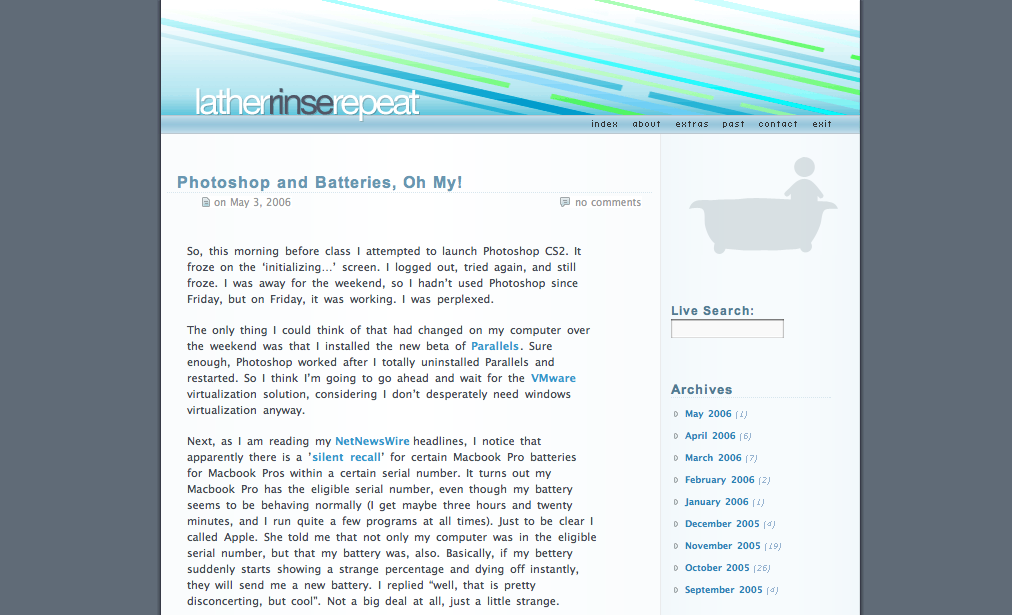 latherrinserepeat
index about extras past contact exit
Photoshop and Batteries, Oh My!
on May 3, 2006
no comments
So, this morning before class I attempted to launch Photoshop CS2. It
froze on the ‘initializing…’ screen. I logged out, tried again, and still
froze. I was away for the weekend, so I hadn’t used Photoshop since
Friday, but on Friday, it was working. I was perplexed.
The only thing I could think of that had changed on my computer over
the weekend was that I installed the new beta of Parallels. Sure
enough, Photoshop worked after I totally uninstalled Parallels and
restarted. So I think I’m going to go ahead and wait for the VMware
virtualization solution, considering I don’t desperately need windows
virtualization anyway.
Next, as I am reading my NetNewsWire headlines, I notice that
apparently there is a ’silent recall’ for certain Macbook Pro batteries
for Macbook Pros within a certain serial number. It turns out my
Macbook Pro has the eligible serial number, even though my battery
seems to be behaving normally (I get maybe three hours and twenty
minutes, and I run quite a few programs at all times). Just to be clear I
called Apple. She told me that not only my computer was in the eligible
serial number, but that my battery was, also. Basically, if my bettery
suddenly starts showing a strange percentage and dying off instantly,
they will send me a new battery. I replied “well, that is pretty
disconcerting, but cool”. Not a big deal at all, just a little strange.
Live Search:
Archives
May 2006 (1)
April 2006 (6)
March 2006 (7)
February 2006 (2)
January 2006 (1)
December 2005 (4)
November 2005 (19)
October 2005 (26)
September 2005 (4)